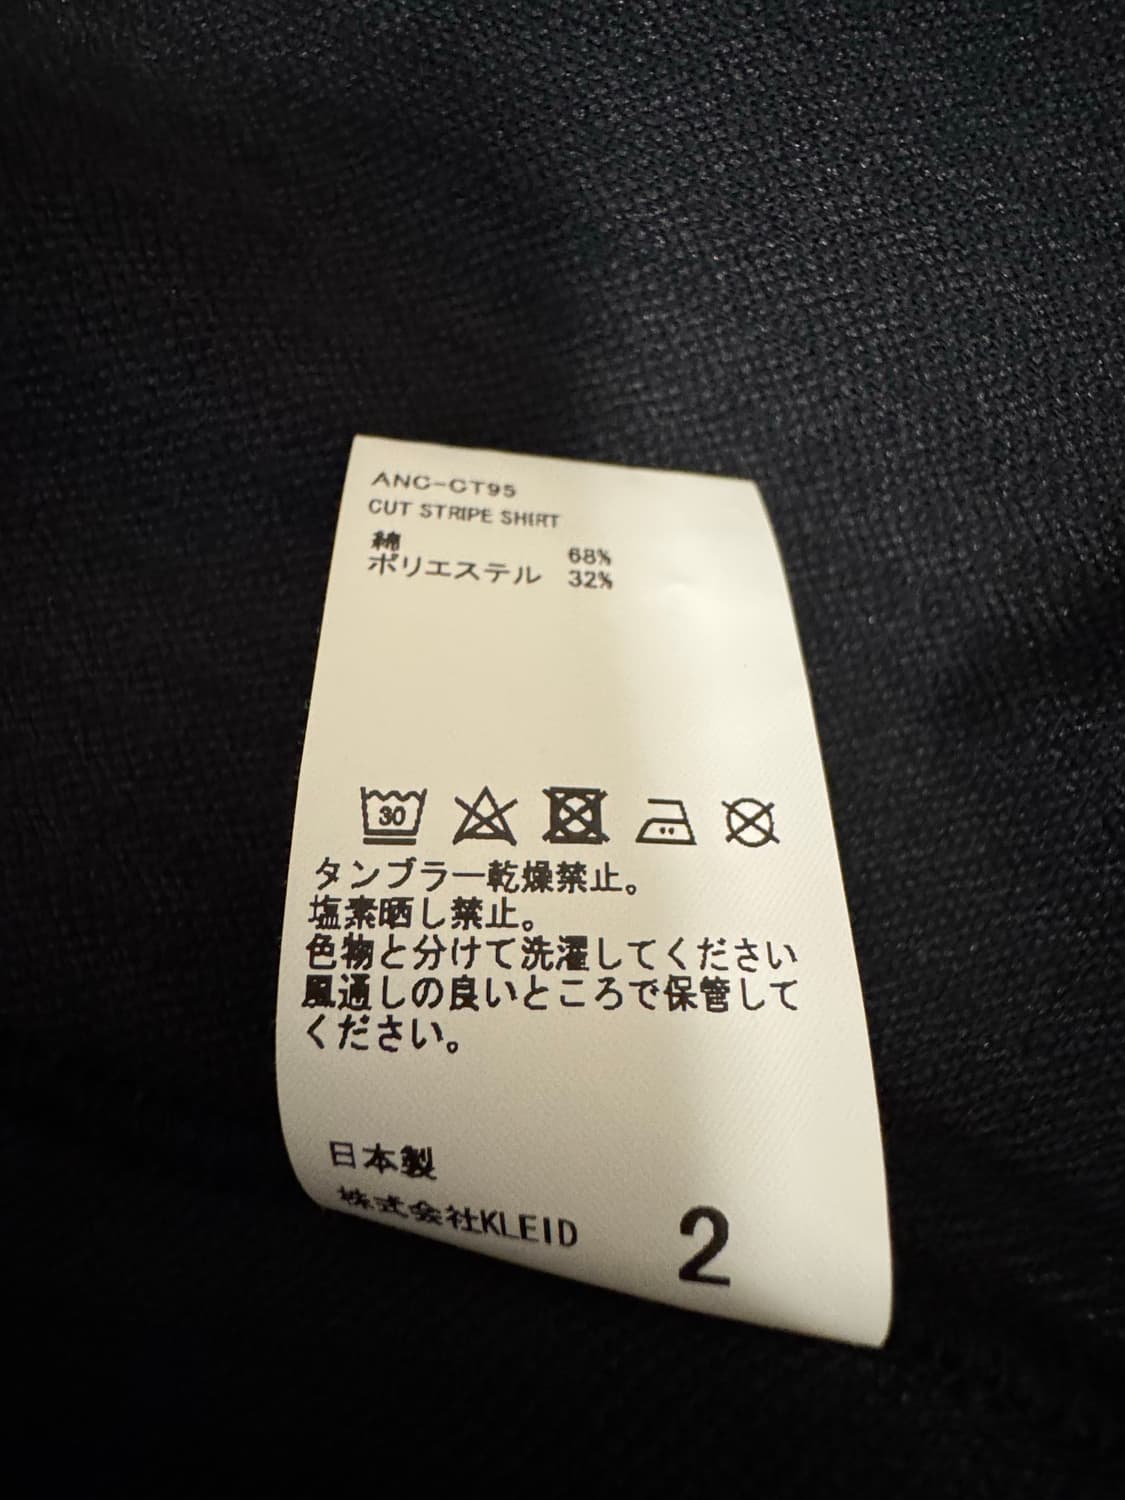 ANC-CT95
CUT STRIPE SHIRT
綿 68%
ポリエステル 32%
30
タンブラー乾燥禁止。
塩素晒し禁止。
色物と分けて洗濯してください
風通しの良いところで保管して
ください。
日本製
株式会社KLEID
2